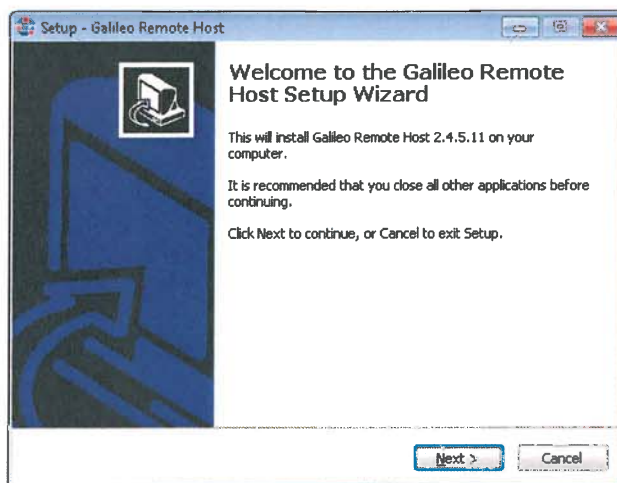 Setup - Galileo Remote Host
Welcome to the Galileo Remote
Host Setup Wizard
This will install Galileo Remote Host 2.4.5.11 on your
computer.
It is recommended that you close all other applications before
continuing.
Click Next to continue, or Cancel to exit Setup.
Next >
Cancel